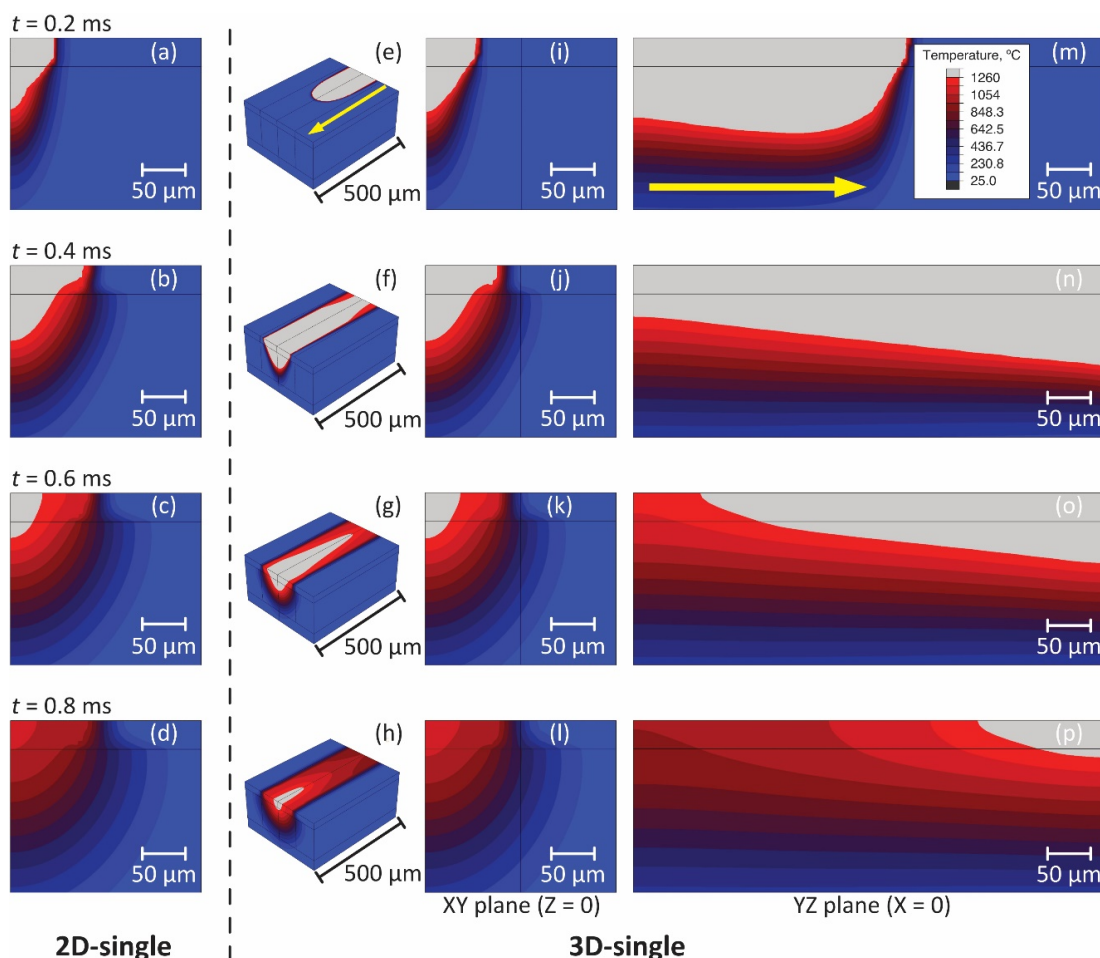 t = 0.2 ms
(a)
50 µm
(e)
500 µm
(i)
50 µm
(m)
Temperature, ºC
1260
1054
848.3
642.5
436.7
230.8
25.0
50 µm
t = 0.4 ms
(b)
50 µm
(f)
500 µm
(j)
50 µm
(n)
50 µm
t = 0.6 ms
(c)
50 µm
(g)
500 µm
(k)
50 µm
(o)
50 µm
t = 0.8 ms
(d)
50 µm
(h)
500 µm
(l)
50 µm
(p)
50 µm
XY plane (Z = 0)
YZ plane (X = 0)
2D-single
3D-single